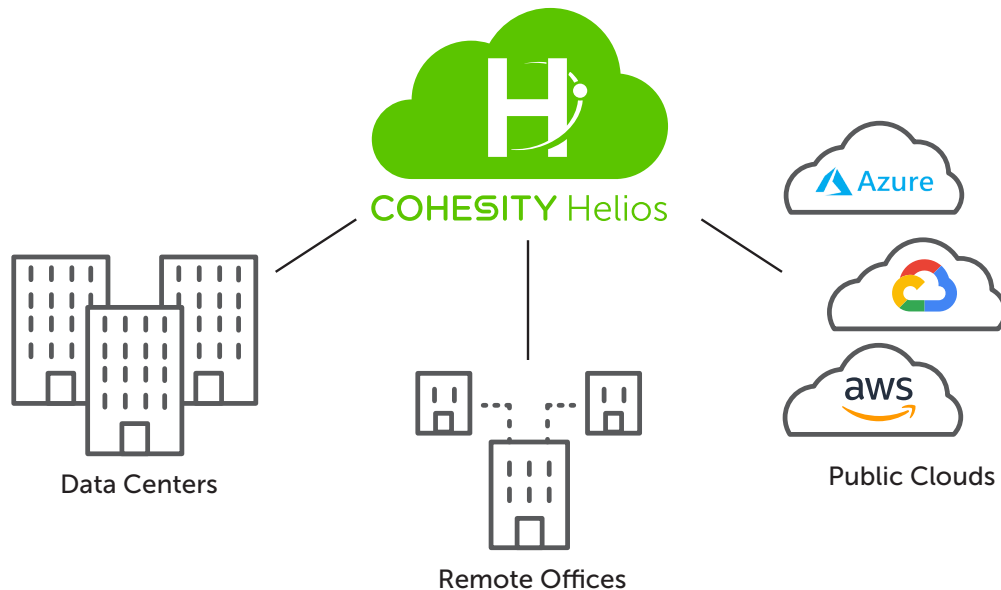 H
COHESITY Helios
Azure
aws
Data Centers
Public Clouds
Remote Offices